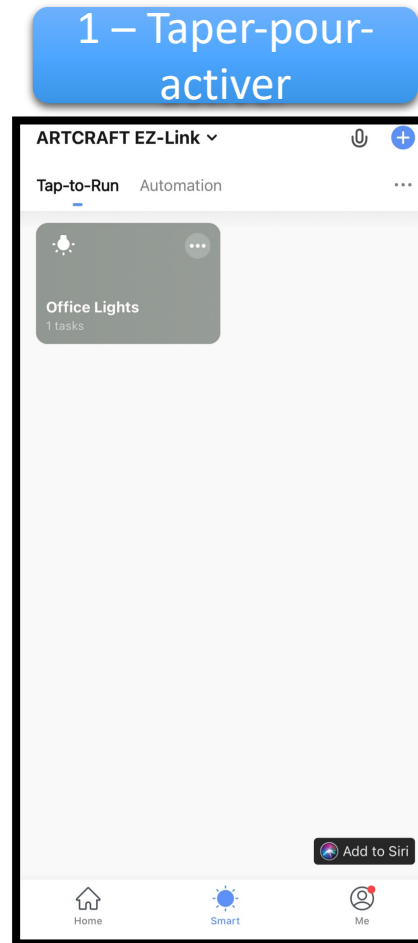 1 – Taper-pour-
activer
ARTCRAFT EZ-Link
Tap-to-Run Automation
Office Lights
1 tasks
Add to Siri
Home Smart Me